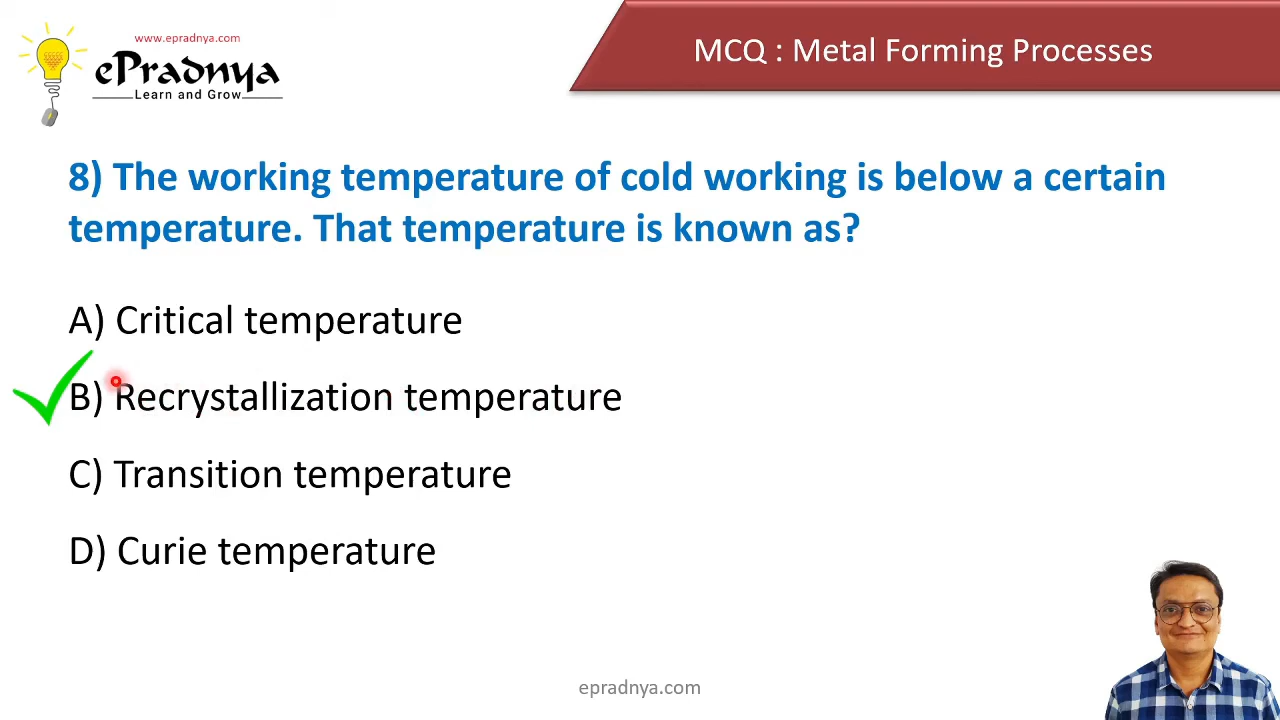 www.epradnya.com
ePradnya
Learn and Grow
MCQ : Metal Forming Processes
8) The working temperature of cold working is below a certain
temperature. That temperature is known as?
A) Critical temperature
B) Recrystallization temperature
C) Transition temperature
D) Curie temperature
epradnya.com